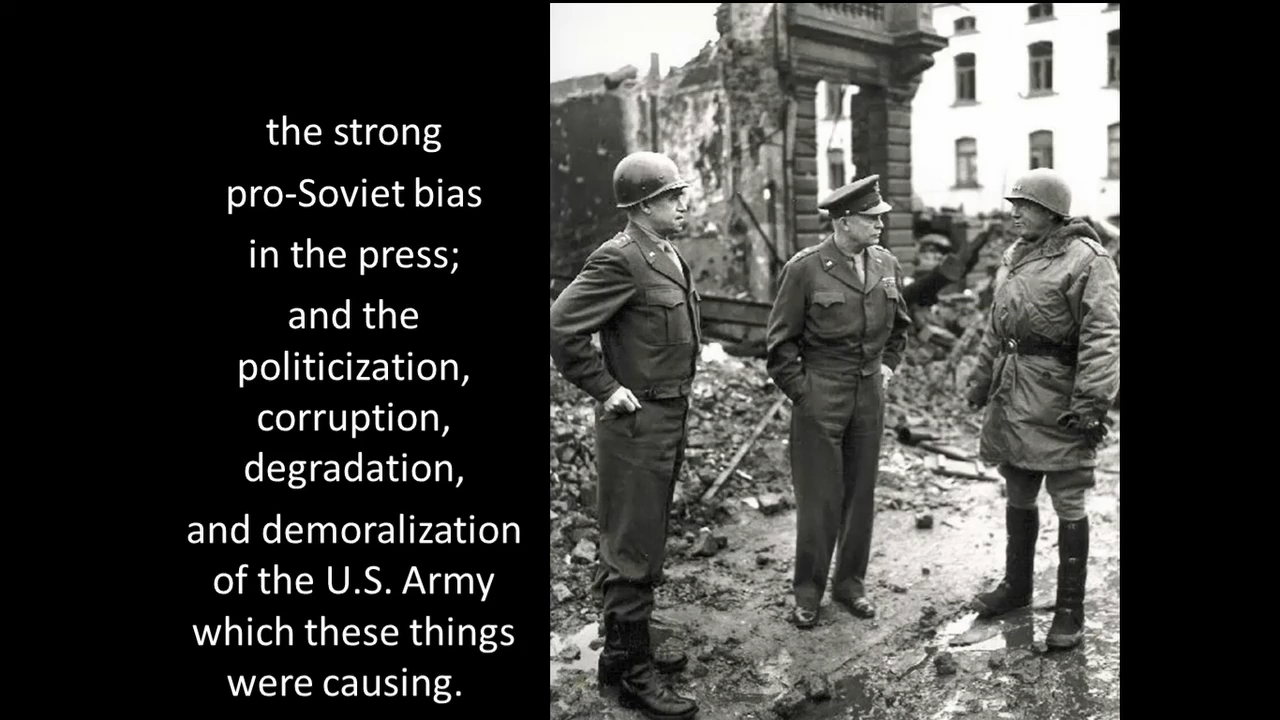 the strong
pro-Soviet bias
in the press;
and the
politicization,
corruption,
degradation,
and demoralization
of the U.S. Army
which these things
were causing.